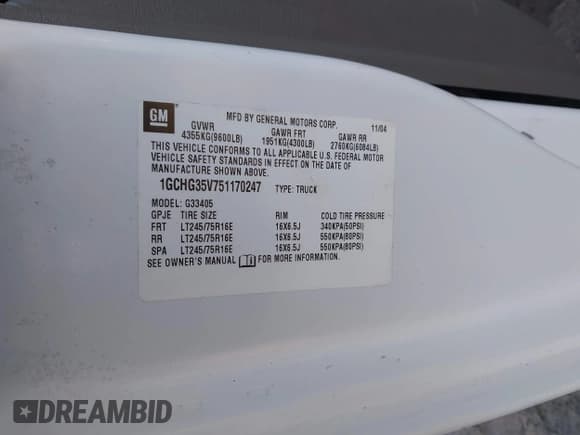 GM
MFD BY GENERAL MOTORS CORP. 11/04
GVWR GAWR FRT GAWR RR
4355KG(9600LB) 1951KG(4300LB) 2760KG(6084LB)
THIS VEHICLE CONFORMS TO ALL APPLICABLE U.S. FEDERAL MOTOR
VEHICLE SAFETY STANDARDS IN EFFECT ON THE DATE OF
MANUFACTURE SHOWN ABOVE.
1GCHG35V751170247 TYPE: TRUCK
MODEL: G33405
GPJE TIRE SIZE RIM COLD TIRE PRESSURE
FRT LT245/75R16E 16X6.5J 340KPA(50PSI)
RR LT245/75R16E 16X6.5J 550KPA(80PSI)
SPA LT245/75R16E 16X6.5J 550KPA(80PSI)
SEE OWNER'S MANUAL FOR MORE INFORMATION.
DREAMBID